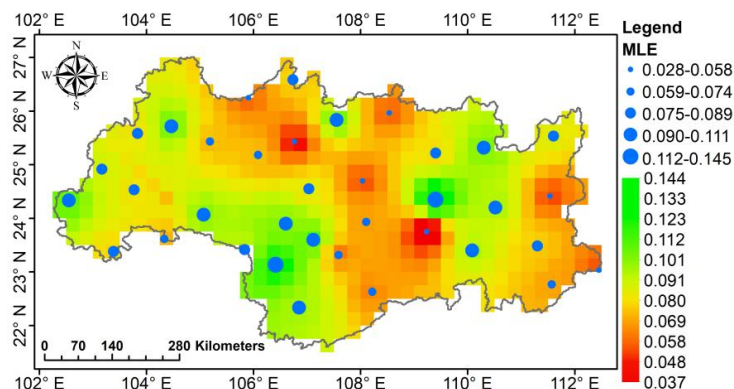 102° E 104° E 106° E 108° E 110° E 112° E
27° N
26° N
25° N
24° N
23° N
22° N
N
W E
S
0 70 140 280 Kilometers
102° E 104° E 106° E 108° E 110° E 112° E
Legend
MLE
0.028-0.058
0.059-0.074
0.075-0.089
0.090-0.111
0.112-0.145
0.144
0.134
0.123
0.112
0.101
0.091
0.080
0.069
0.058
0.048
0.037